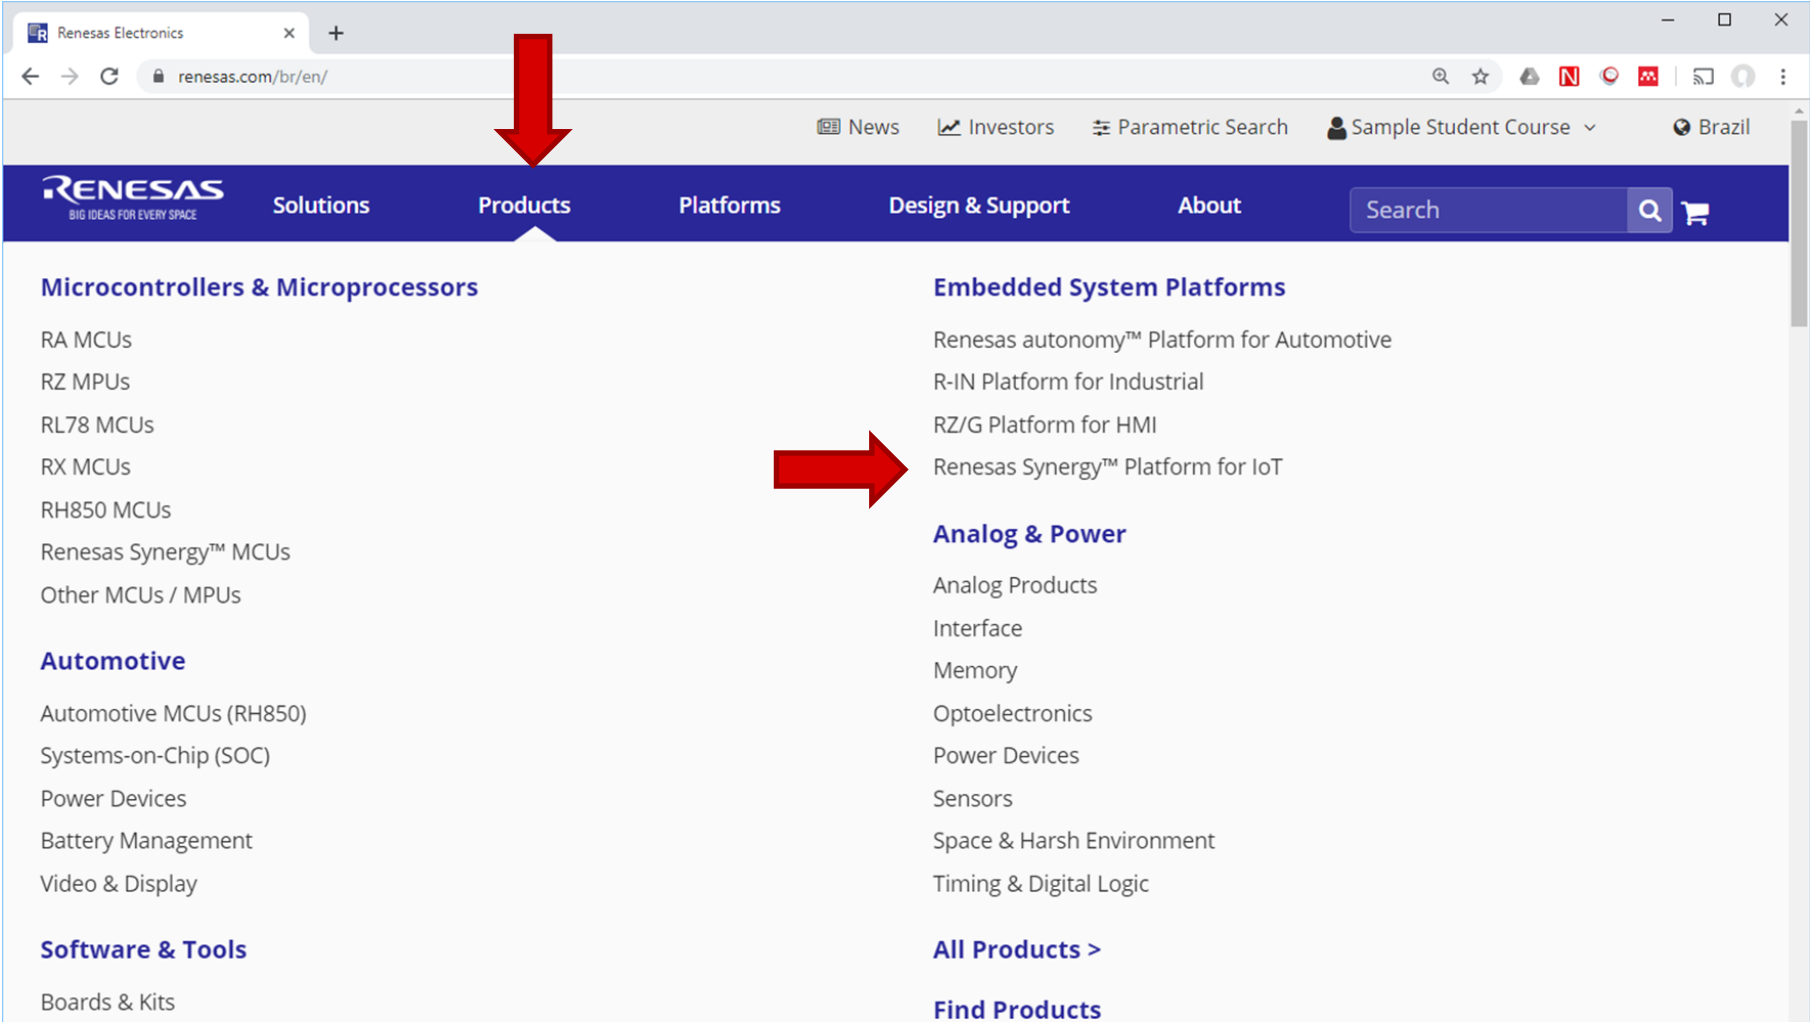 Renesas Electronics
renesas.com/br/en/
News
Investors
Parametric Search
Sample Student Course
Brazil
RENESAS
BIG IDEAS FOR EVERY SPACE
Solutions
Products
Platforms
Design & Support
About
Search
Microcontrollers & Microprocessors
RA MCUs
RZ MPUs
RL78 MCUs
RX MCUs
RH850 MCUs
Renesas Synergy™ MCUs
Other MCUs / MPUs
Automotive
Automotive MCUs (RH850)
Systems-on-Chip (SOC)
Power Devices
Battery Management
Video & Display
Software & Tools
Boards & Kits
Embedded System Platforms
Renesas autonomy™ Platform for Automotive
R-IN Platform for Industrial
RZ/G Platform for HMI
Renesas Synergy™ Platform for IoT
Analog & Power
Analog Products
Interface
Memory
Optoelectronics
Power Devices
Sensors
Space & Harsh Environment
Timing & Digital Logic
All Products >
Find Products